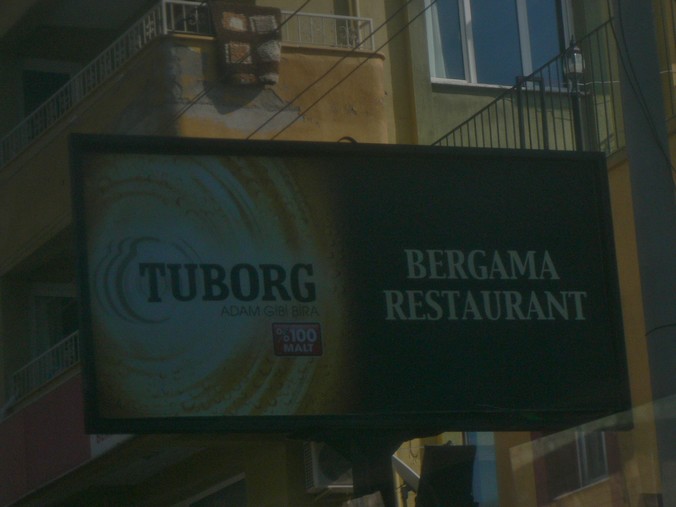 TUBORG
ADAM GİBİ BİRA
%100
MALT
BERGAMA
RESTAURANT